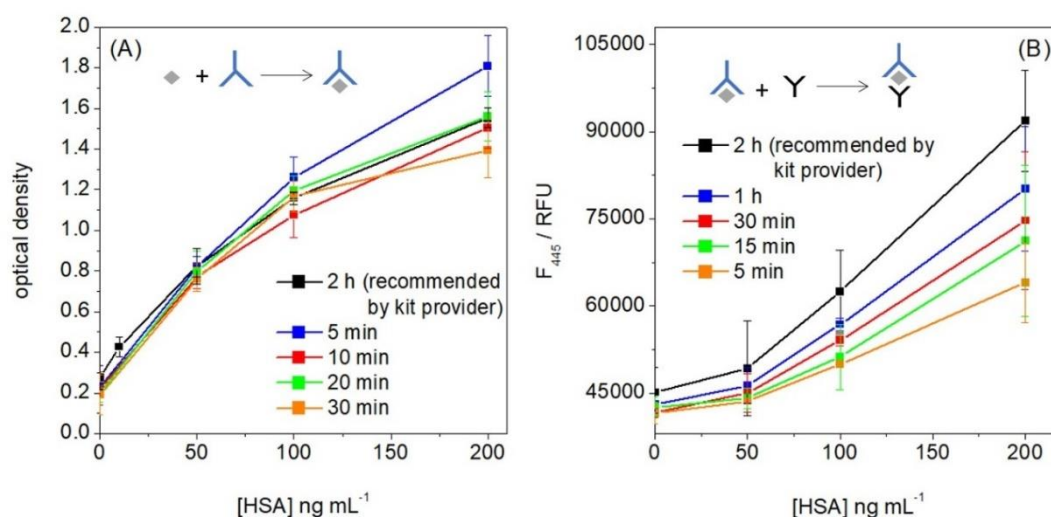 (A)
+
optical density
2.0
1.8
1.6
1.4
1.2
1.0
0.8
0.6
0.4
0.2
0.0
2 h (recommended
by kit provider)
5 min
10 min
20 min
30 min
0
50
100
150
200
[HSA] ng mL⁻¹
(B)
+
F₄₄₅ / RFU
105000
90000
75000
60000
45000
2 h (recommended by
kit provider)
1 h
30 min
15 min
5 min
0
50
100
150
200
[HSA] ng mL⁻¹